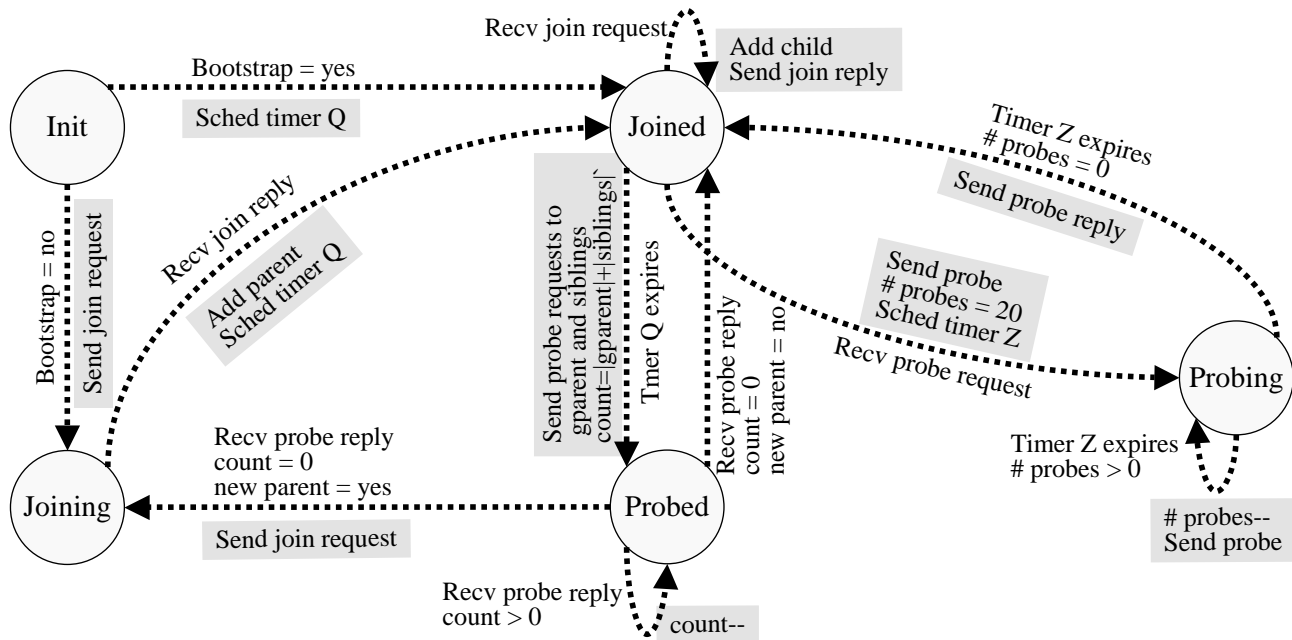 Recv join request
Add child
Send join reply
Bootstrap = yes
Sched timer Q
Init
Joined
Timer Z expires
# probes = 0
Send probe reply
Bootstrap = no
Send join request
Recv join reply
Add parent
Sched timer Q
Send probe requests to
gparent and siblings
count=|gparent|+|siblings|`
Tmer Q expires
Recv probe reply
count = 0
new parent = no
Send probe
# probes = 20
Sched timer Z
Recv probe request
Probing
Timer Z expires
# probes > 0
# probes--
Send probe
Recv probe reply
count = 0
new parent = yes
Joining
Send join request
Probed
Recv probe reply
count > 0
count--